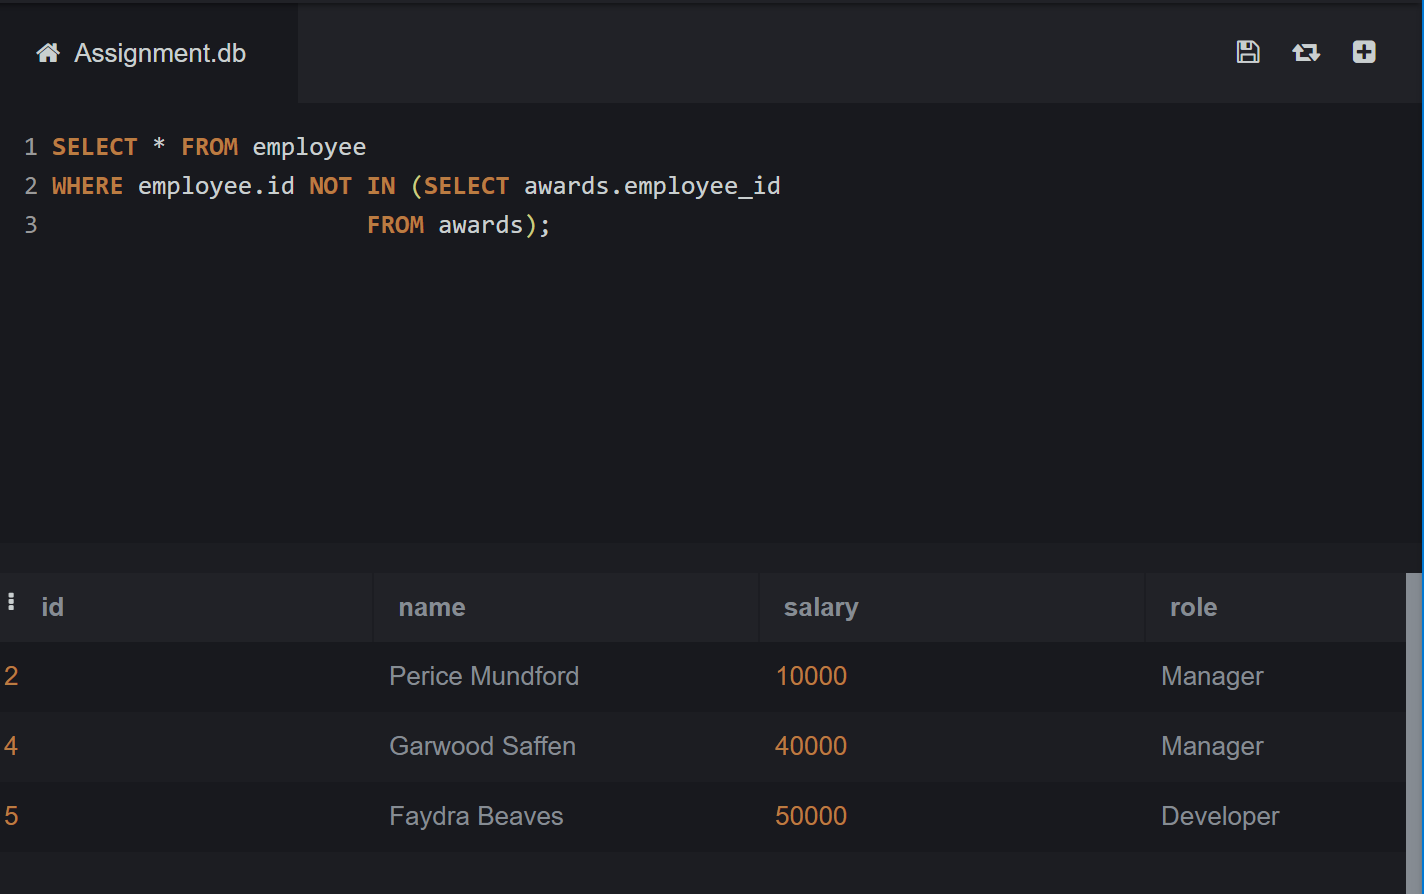 Assignment.db
1 SELECT * FROM employee
2 WHERE employee.id NOT IN (SELECT awards.employee_id
3                       FROM awards);
id name salary role
2 Perice Mundford 10000 Manager
4 Garwood Saffen 40000 Manager
5 Faydra Beaves 50000 Developer